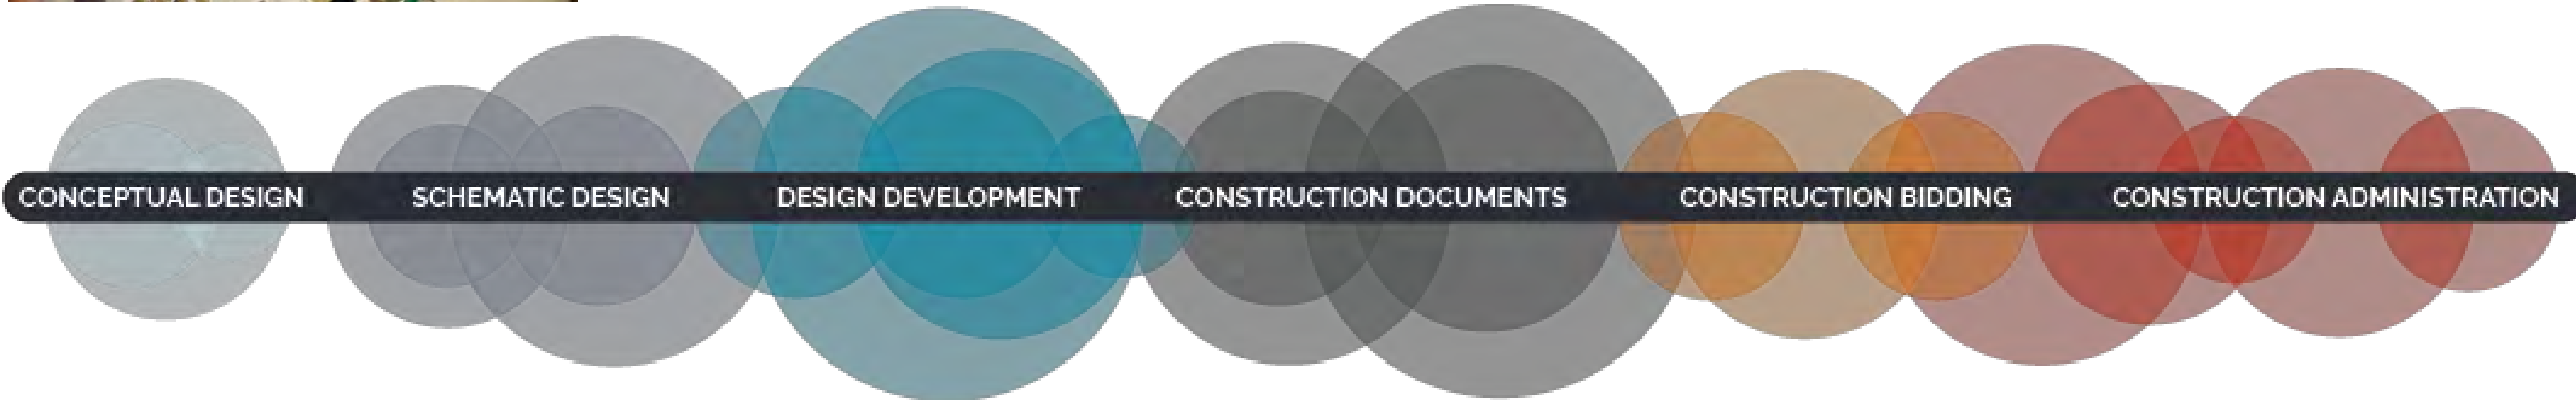 CONCEPTUAL DESIGN SCHEMATIC DESIGN DESIGN DEVELOPMENT CONSTRUCTION DOCUMENTS CONSTRUCTION BIDDING CONSTRUCTION ADMINISTRATION